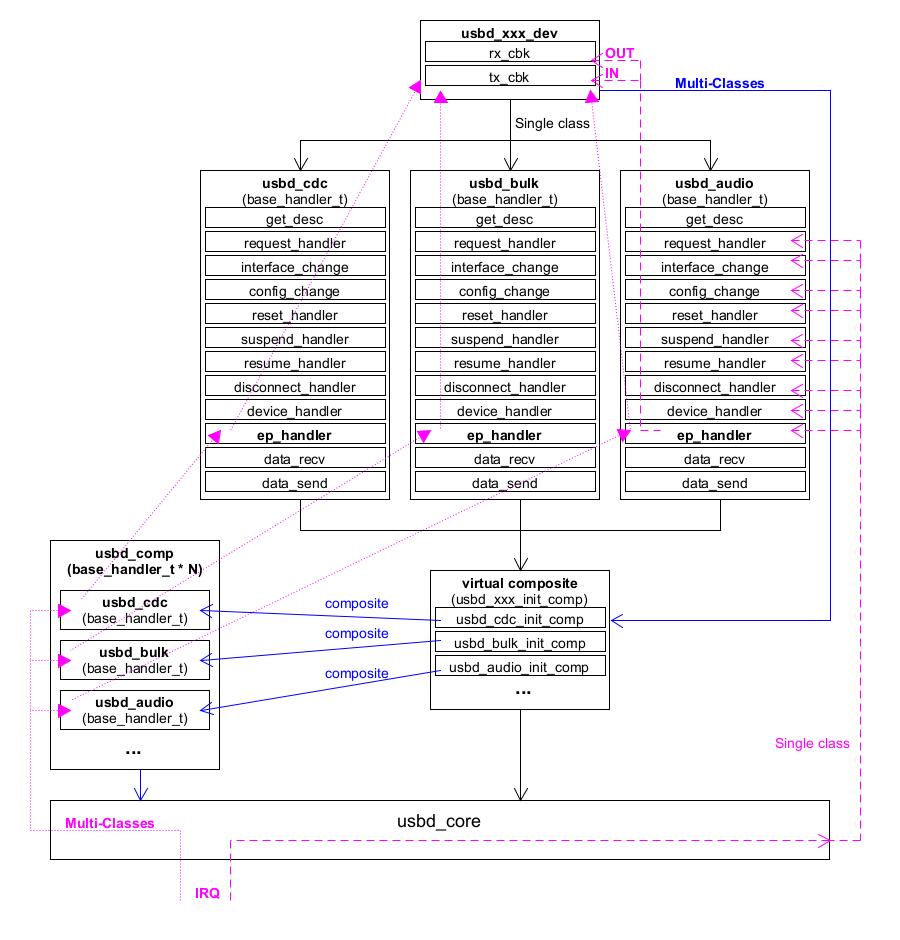 usbd_xxx_dev
rx_cbk
OUT
tx_cbk
IN
Multi-Classes
Single class
usbd_cdc
(base_handler_t)
get_desc
request_handler
interface_change
config_change
reset_handler
suspend_handler
resume_handler
disconnect_handler
device_handler
ep_handler
data_recv
data_send
usbd_bulk
(base_handler_t)
get_desc
request_handler
interface_change
config_change
reset_handler
suspend_handler
resume_handler
disconnect_handler
device_handler
ep_handler
data_recv
data_send
usbd_audio
(base_handler_t)
get_desc
request_handler
interface_change
config_change
reset_handler
suspend_handler
resume_handler
disconnect_handler
device_handler
ep_handler
data_recv
data_send
usbd_comp
(base_handler_t * N)
usbd_cdc
(base_handler_t)
usbd_bulk
(base_handler_t)
usbd_audio
(base_handler_t)
...
composite
composite
composite
virtual composite
(usbd_xxx_init_comp)
usbd_cdc_init_comp
usbd_bulk_init_comp
usbd_audio_init_comp
...
Single class
Multi-Classes
usbd_core
IRQ